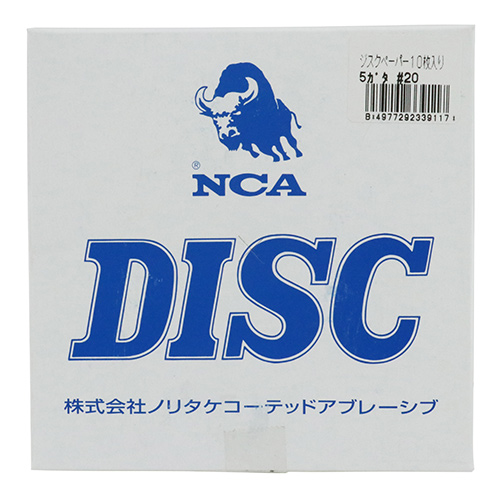 ジスクペーパー10枚入り
5ガタ #20
B 4977292339117
® NCA
DISC
株式会社ノリタケコーテッドアブレーシブ